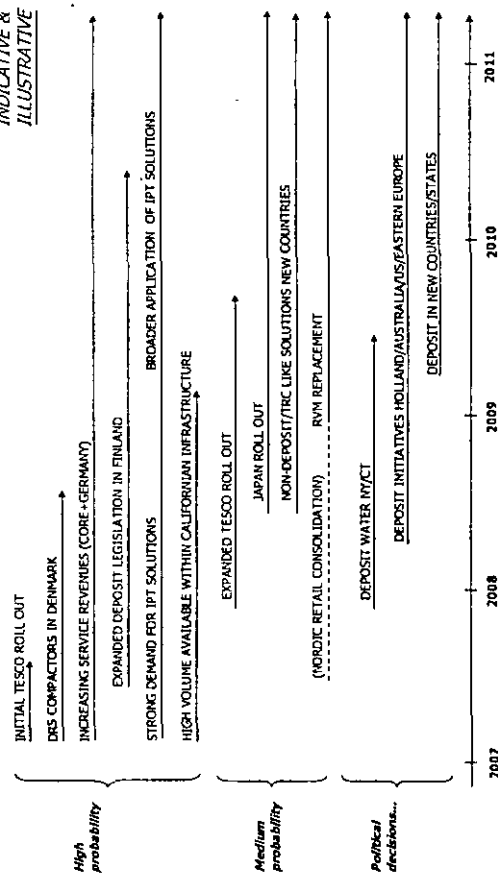 INDICATIVE &
ILLUSTRATIVE
High
probability
INITIAL TESCO ROLL OUT
DRS COMPACTORS IN DENMARK
INCREASING SERVICE REVENUES (CORE+GERMANY)
EXPANDED DEPOSIT LEGISLATION IN FINLAND
STRONG DEMAND FOR IPT SOLUTIONS
BROADER APPLICATION OF IPT SOLUTIONS
HIGH VOLUME AVAILABLE WITHIN CALIFORNIAN INFRASTRUCTURE
Medium
probability
EXPANDED TESCO ROLL OUT
JAPAN ROLL OUT
NON-DEPOSIT/TRC LIKE SOLUTIONS NEW COUNTRIES
(NORDIC RETAIL CONSOLIDATION)
RVM REPLACEMENT
Political
decisions...
DEPOSIT WATER NY/CT
DEPOSIT INITIATIVES HOLLAND/AUSTRALIA/US/EASTERN EUROPE
DEPOSIT IN NEW COUNTRIES/STATES
2007
2008
2009
2010
2011